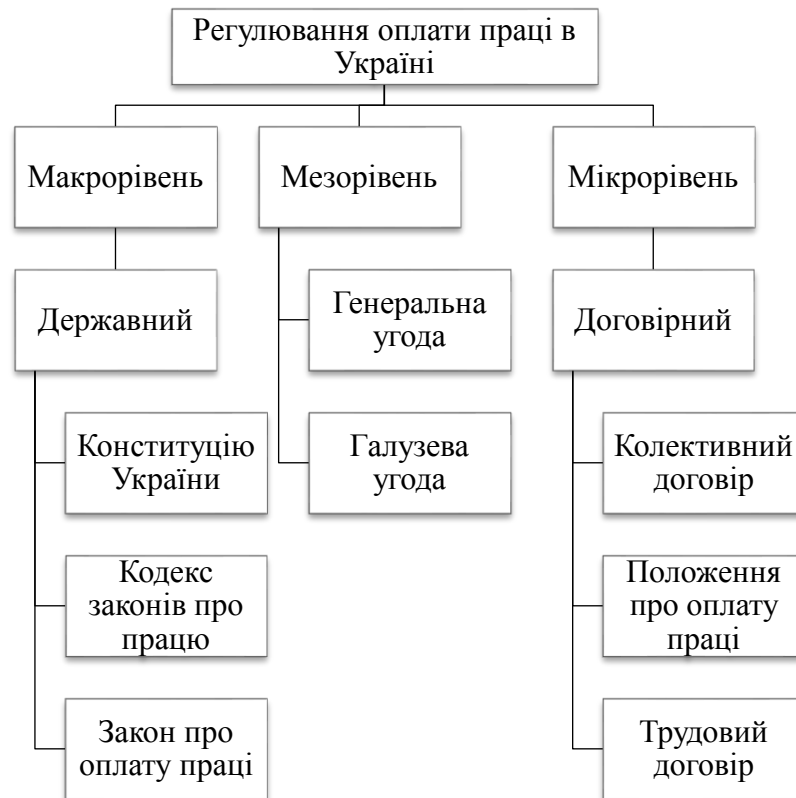 Регулювання оплати праці в
Україні
Макрорівень
Мезорівень
Мікрорівень
Державний
Генеральна
угода
Договірний
Конституцію
України
Галузева
угода
Колективний
договір
Кодекс
законів про
працю
Положення
про оплату
праці
Закон про
оплату праці
Трудовий
договір